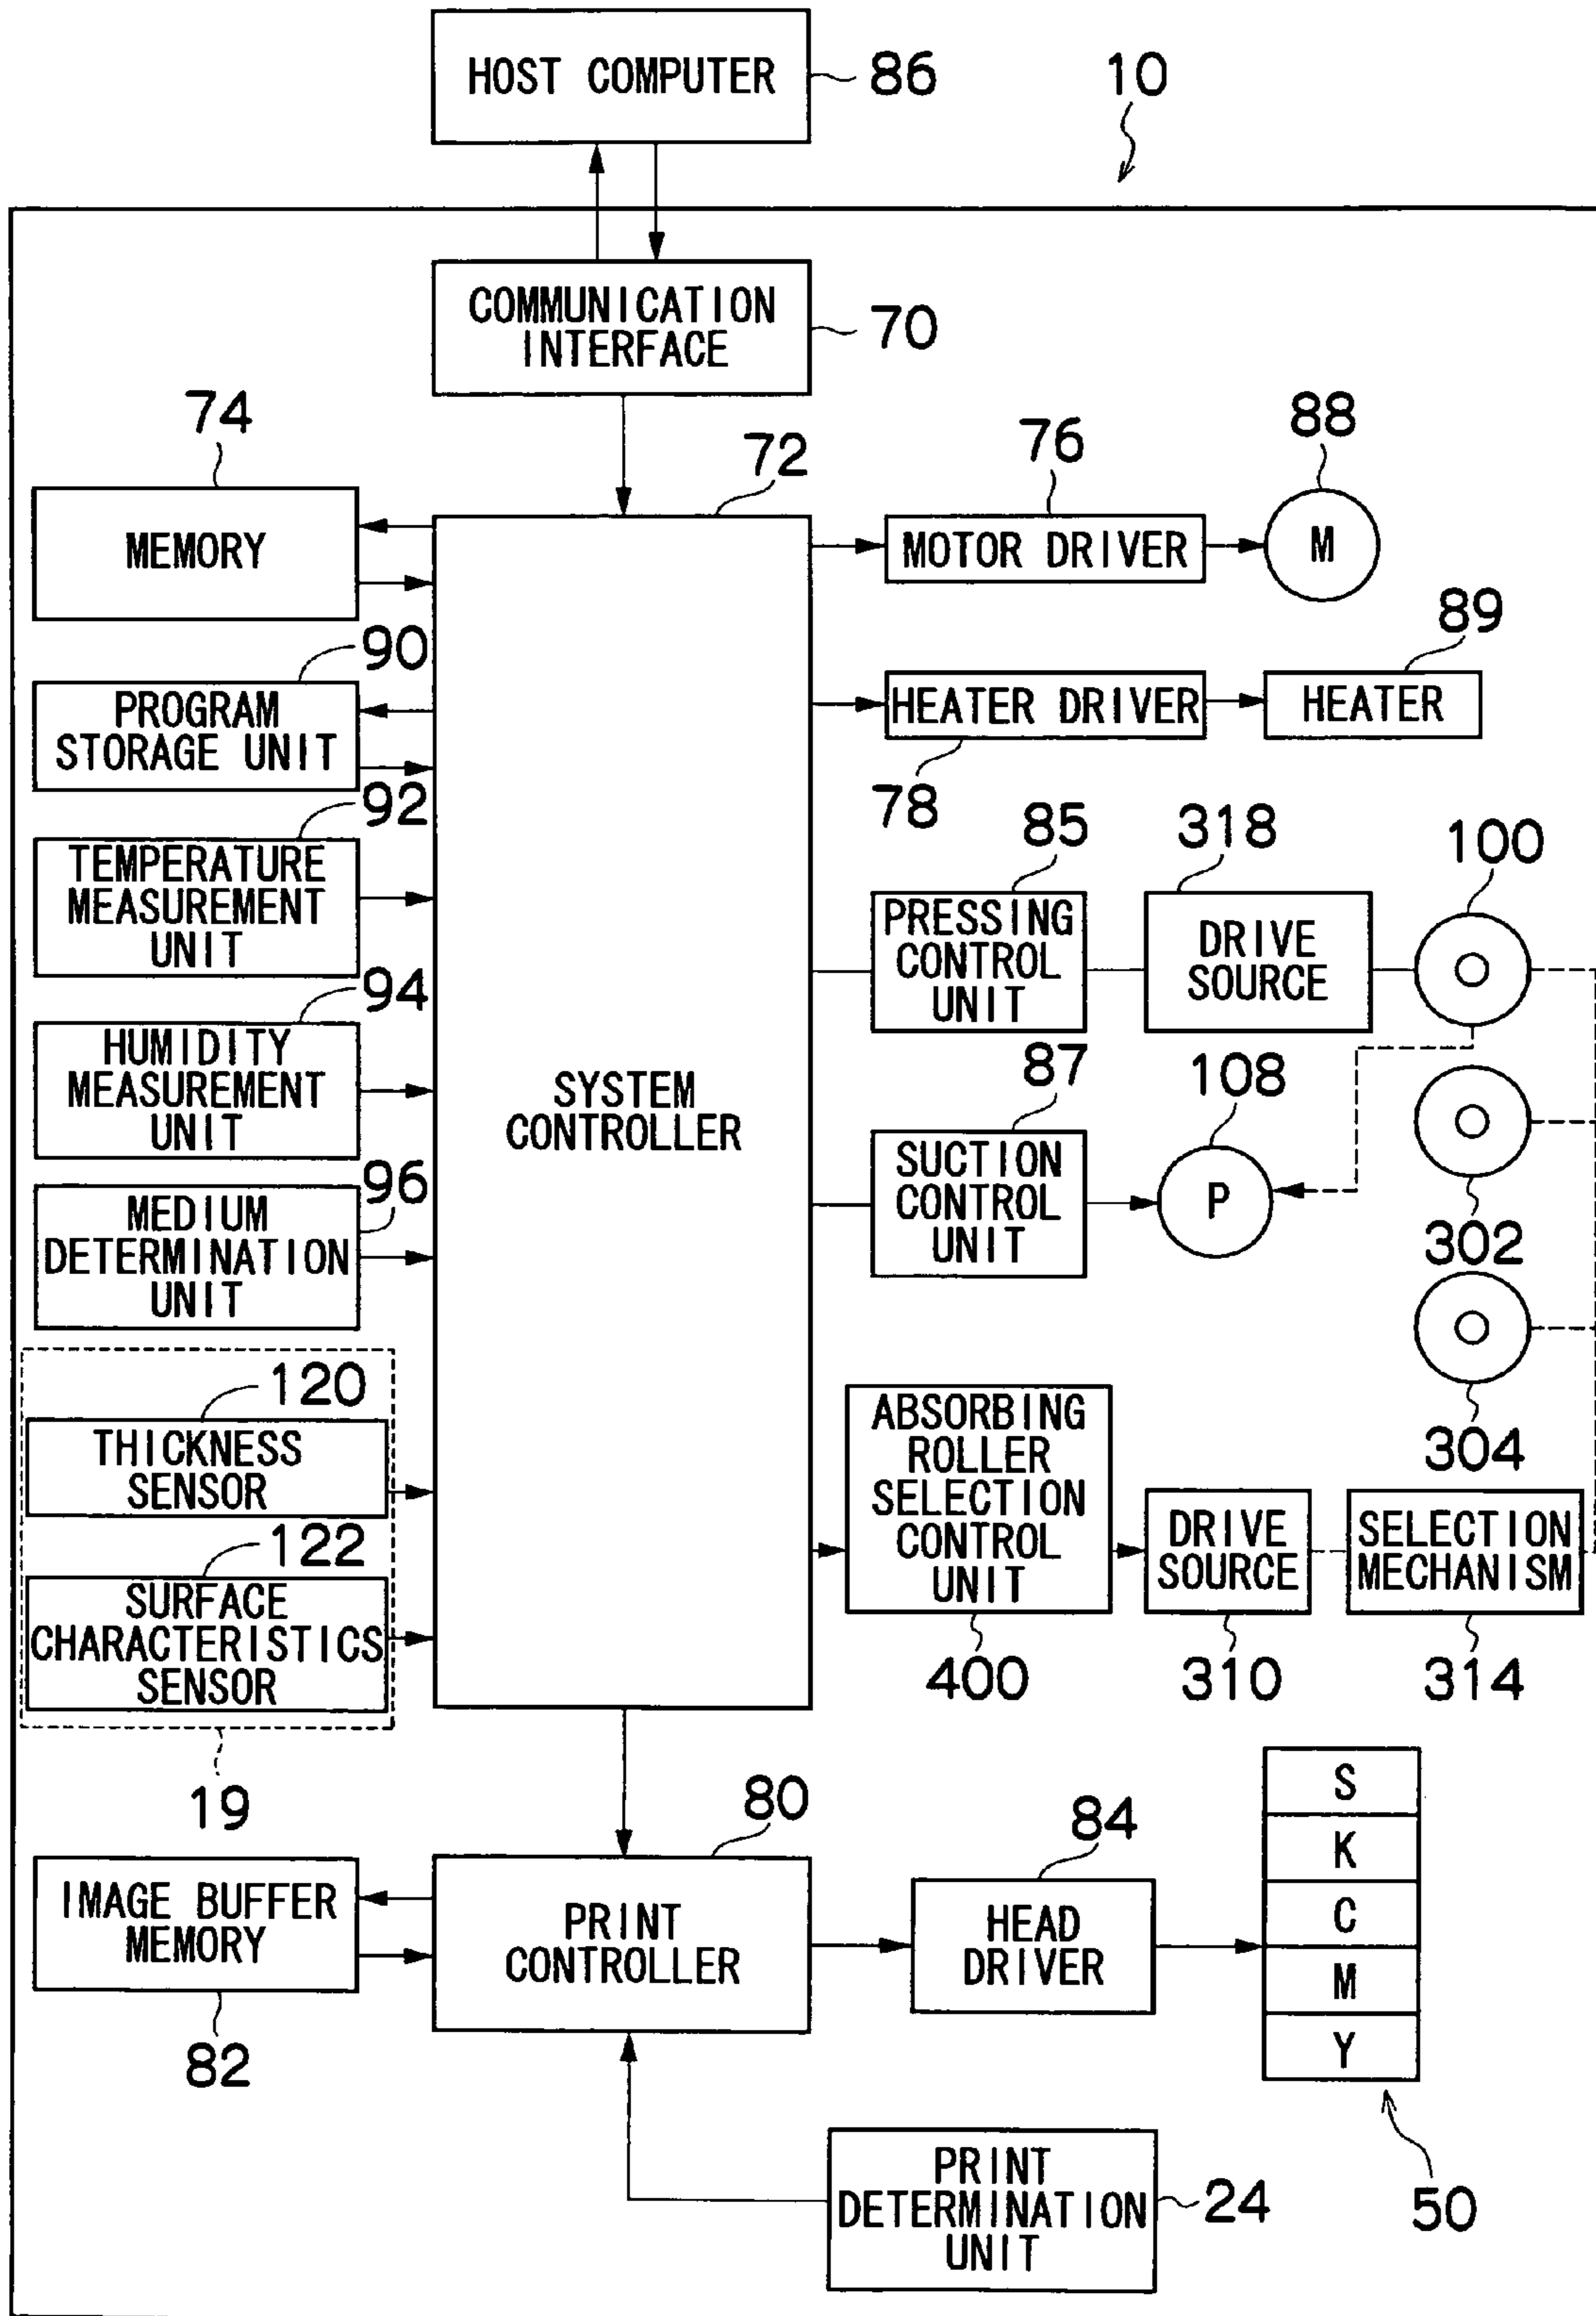 HOST COMPUTER
86
10
COMMUNICATION
INTERFACE
70
74
72
76
88
MEMORY
MOTOR DRIVER
M
90
89
PROGRAM
STORAGE UNIT
HEATER DRIVER
HEATER
78
92
TEMPERATURE
MEASUREMENT
UNIT
85
318
100
PRESSING
CONTROL
UNIT
DRIVE
SOURCE
94
HUMIDITY
MEASUREMENT
UNIT
SYSTEM
CONTROLLER
87
108
SUCTION
CONTROL
UNIT
P
302
96
MEDIUM
DETERMINATION
UNIT
304
120
THICKNESS
SENSOR
ABSORBING
ROLLER
SELECTION
CONTROL
UNIT
DRIVE
SOURCE
SELECTION
MECHANISM
122
SURFACE
CHARACTERISTICS
SENSOR
400
310
314
19
80
84
S
K
C
M
Y
IMAGE BUFFER
MEMORY
PRINT
CONTROLLER
HEAD
DRIVER
82
PRINT
DETERMINATION
UNIT
24
50